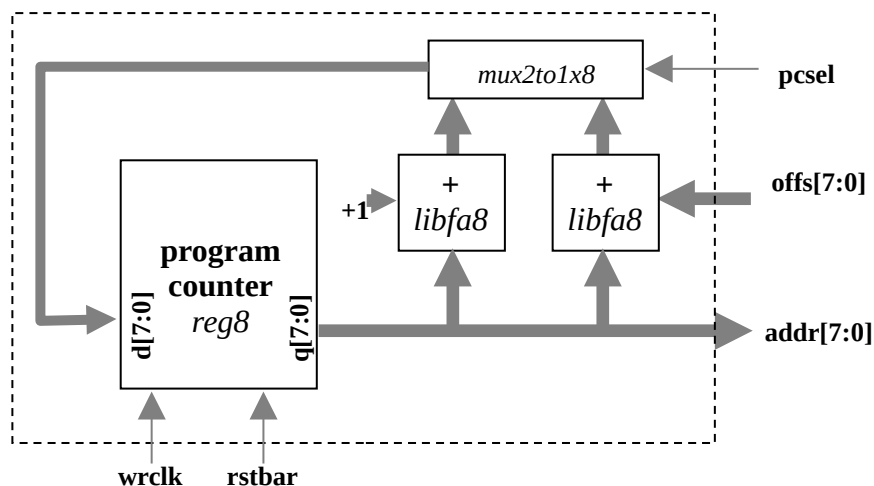 mux2to1x8
pcsel
+
libfa8
+
libfa8
offs[7:0]
+1
program
counter
reg8
d[7:0]
q[7:0]
addr[7:0]
wrclk
rstbar